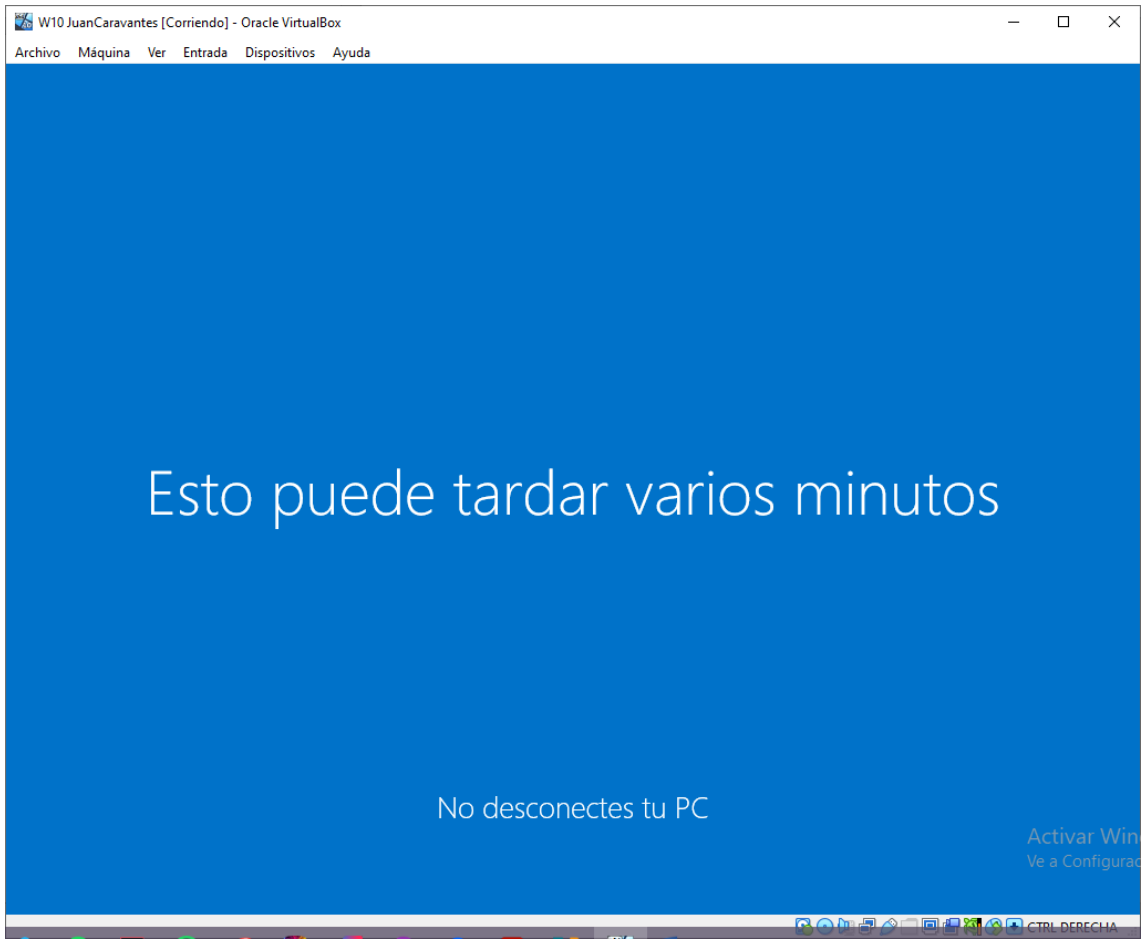 W10 JuanCaravantes [Corriendo] - Oracle VirtualBox
Archivo Máquina Ver Entrada Dispositivos Ayuda
Esto puede tardar varios minutos
No desconectes tu PC
Activar Win
Ve a Configurac
CTRL DERECHA